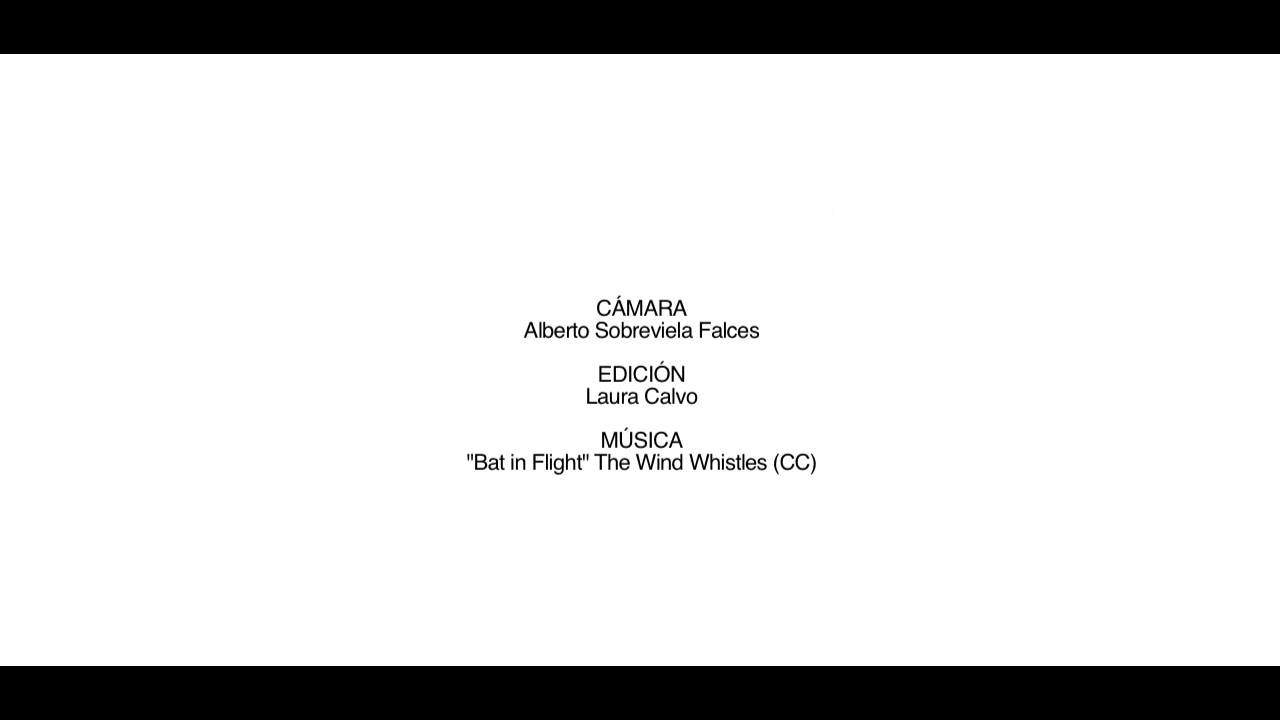 CÁMARA
Alberto Sobreviela Falces
EDICIÓN
Laura Calvo
MÚSICA
"Bat in Flight" The Wind Whistles (CC)